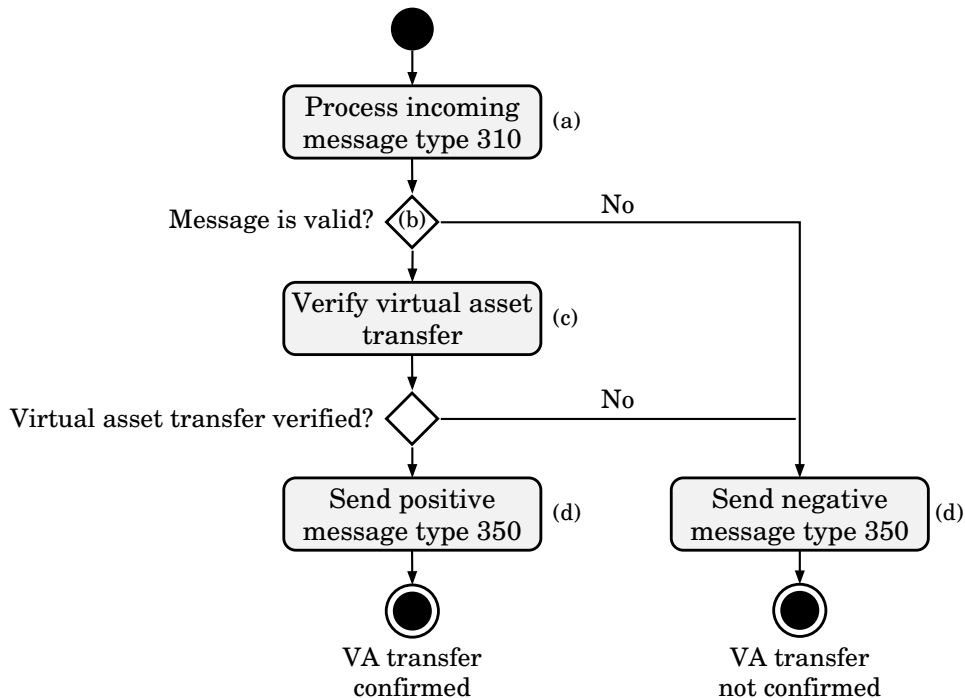 Process incoming
message type 310
(a)
No
Message is valid?
(b)
Verify virtual asset
transfer
(c)
No
Virtual asset transfer verified?
Send positive
message type 350
(d)
Send negative
message type 350
(d)
VA transfer
confirmed
VA transfer
not confirmed